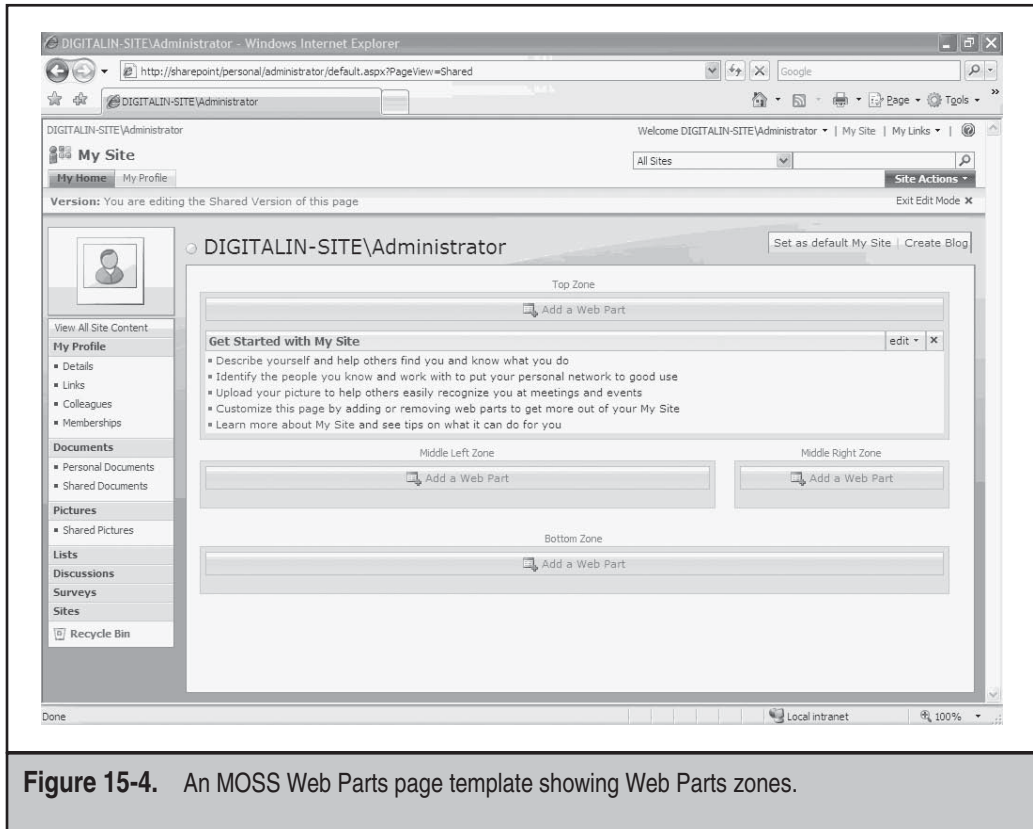 DIGITALIN-SITE\Administrator - Windows Internet Explorer
http://sharepoint/personal/administrator/default.aspx?PageView=Shared
Google
DIGITALIN-SITE\Administrator
Page
Tools
DIGITALIN-SITE\Administrator
Welcome DIGITALIN-SITE\Administrator | My Site | My Links |
My Site
All Sites
My Home My Profile
Site Actions
Version: You are editing the Shared Version of this page
Exit Edit Mode
DIGITALIN-SITE\Administrator
Set as default My Site | Create Blog
Top Zone
Add a Web Part
Get Started with My Site
edit
Describe yourself and help others find you and know what you do
Identify the people you know and work with to put your personal network to good use
Upload your picture to help others easily recognize you at meetings and events
Customize this page by adding or removing web parts to get more out of your My Site
Learn more about My Site and see tips on what it can do for you
Middle Left Zone
Add a Web Part
Middle Right Zone
Add a Web Part
Bottom Zone
Add a Web Part
View All Site Content
My Profile
Details
Links
Colleagues
Memberships
Documents
Personal Documents
Shared Documents
Pictures
Shared Pictures
Lists
Discussions
Surveys
Sites
Recycle Bin
Done
Local intranet
100%
Figure 15-4. An MOSS Web Parts page template showing Web Parts zones.